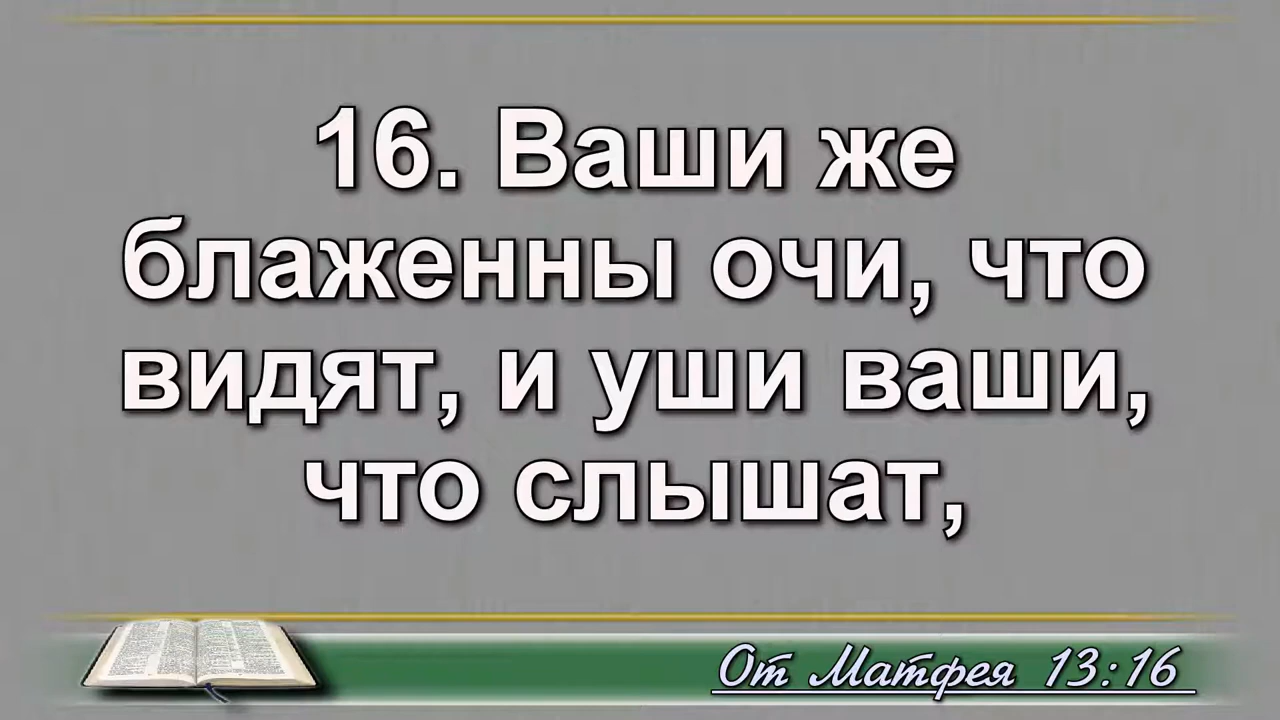 16. Ваши же
блаженны очи, что
видят, и уши ваши,
что слышат,
От Матфея 13:16